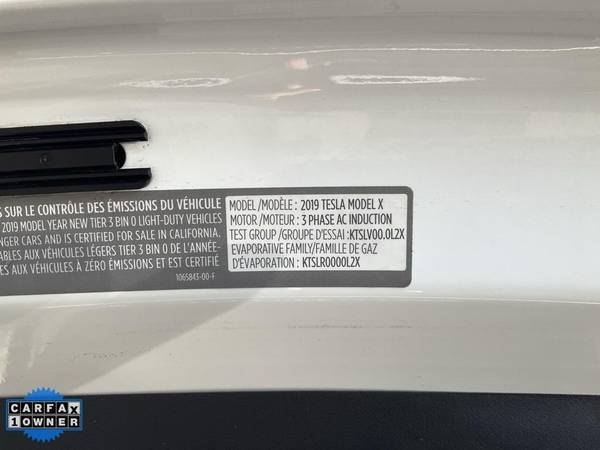 S SUR LE CONTRÔLE DES ÉMISSIONS DU VÉHICULE
2019 MODEL YEAR NEW TIER 3 BIN 0 LIGHT-DUTY VEHICLES
NGER CARS AND IS CERTIFIED FOR SALE IN CALIFORNIA.
ABLES AUX VÉHICULES LÉGERS TIER 3 BIN 0 DE L'ANNÉE-
S AUX VÉHICULES À ZÉRO ÉMISSIONS ET EST CERTIFIÉ
1065843-00-F
MODEL/MODÈLE: 2019 TESLA MODEL X
MOTOR/MOTEUR: 3 PHASE AC INDUCTION
TEST GROUP/GROUPE D'ESSAI:KTSLV00.0L2X
EVAPORATIVE FAMILY/FAMILLE DE GAZ
D'ÉVAPORATION: KTSLR0000L2X
CARFAX
1 OWNER